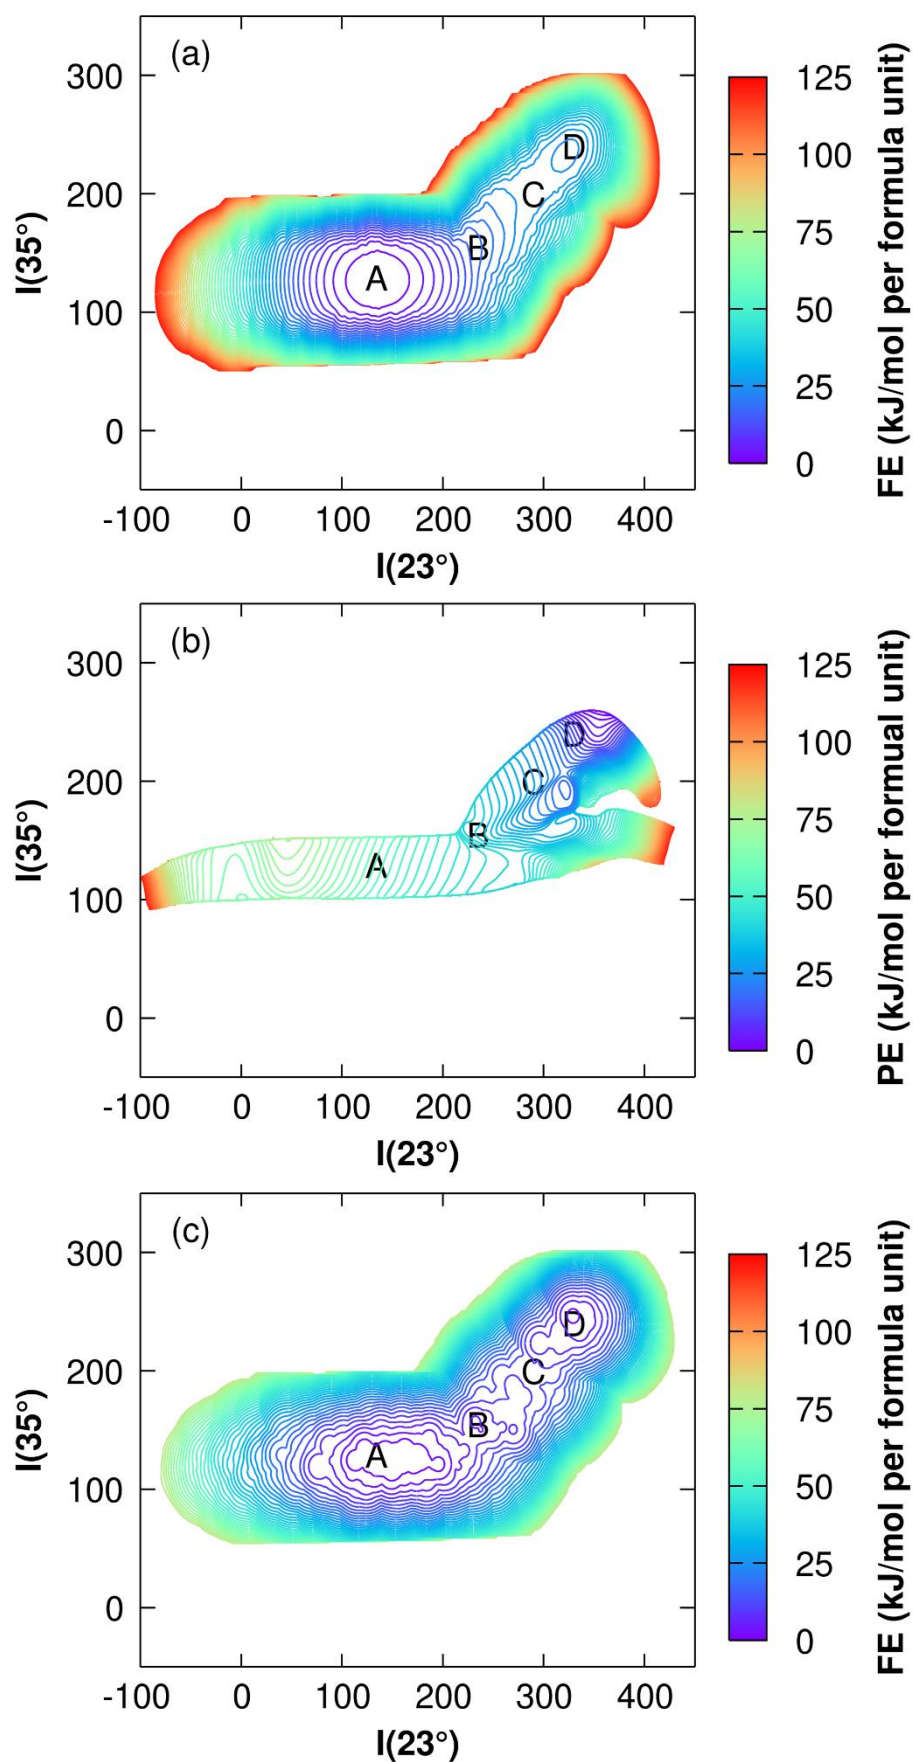 (a)
300
200
100
0
I(35°)
A
B
C
D
-100 0 100 200 300 400
I(23°)
125
100
75
50
25
0
FE (kJ/mol per formula unit)
(b)
300
200
100
0
I(35°)
A
B
C
D
-100 0 100 200 300 400
I(23°)
125
100
75
50
25
0
PE (kJ/mol per formual unit)
(c)
300
200
100
0
I(35°)
A
B
C
D
-100 0 100 200 300 400
I(23°)
125
100
75
50
25
0
FE (kJ/mol per formula unit)